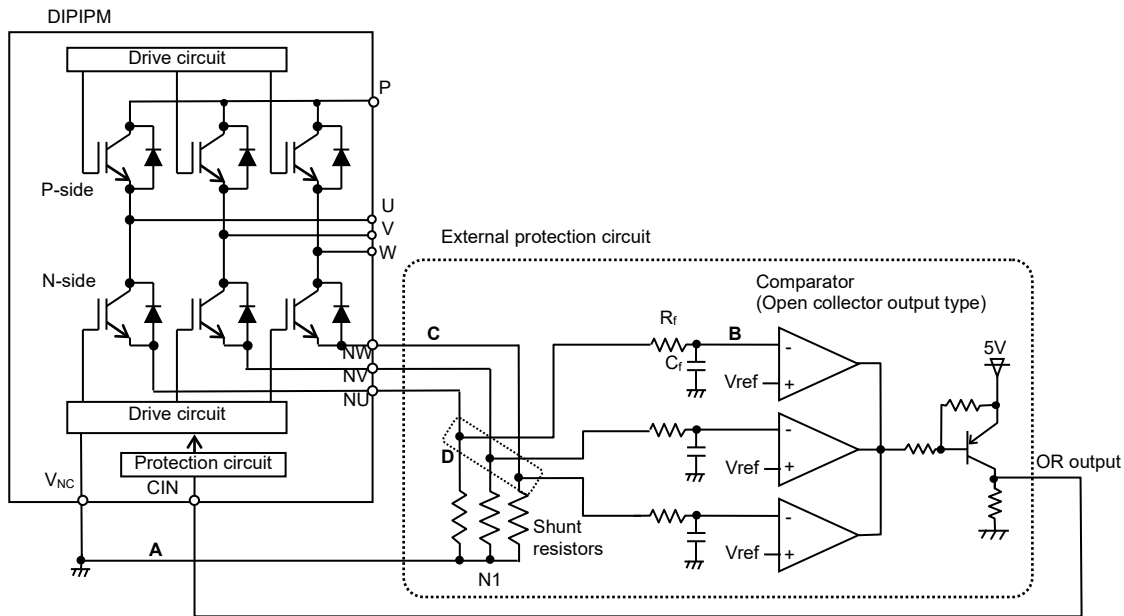 DIPIPM
Drive circuit
P
P-side
U
V
W
External protection circuit
N-side
Comparator
(Open collector output type)
C
Rf
B
-
5V
NW
Cf
Vref
+
NV
NU
Drive circuit
-
D
Protection circuit
Vref
+
OR output
VNC
CIN
-
Shunt
resistors
A
Vref
+
N1